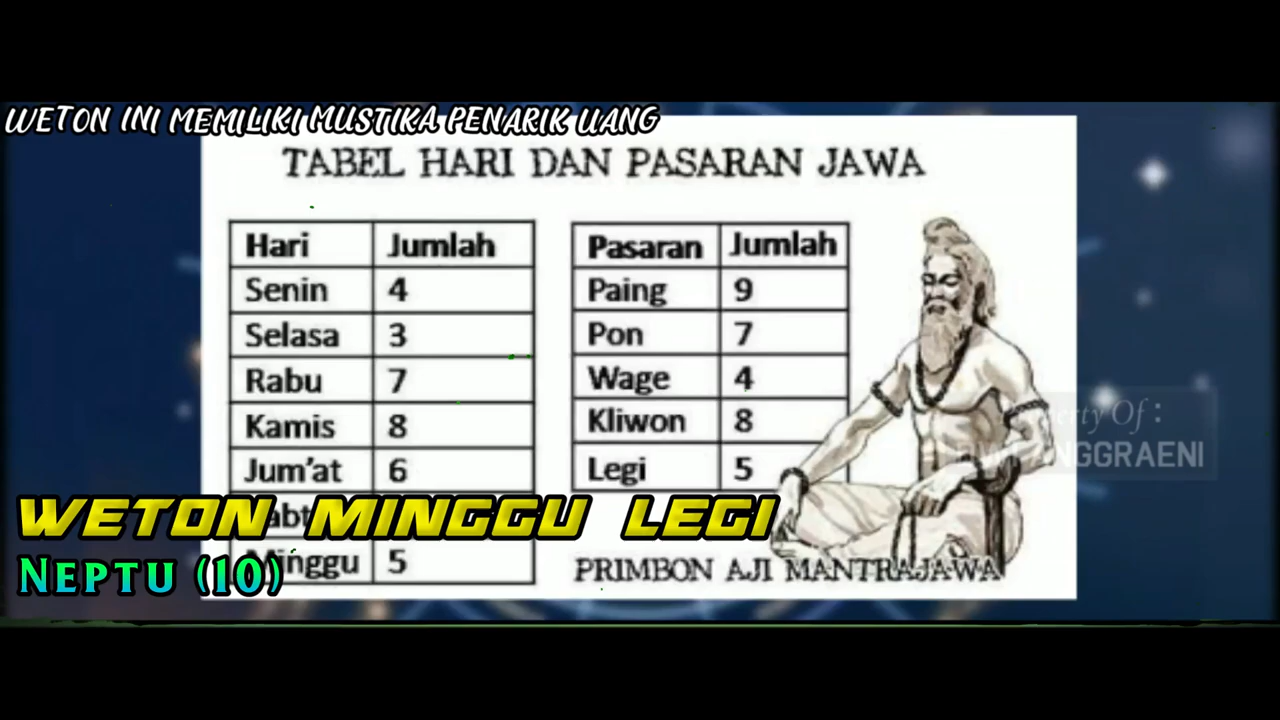 WETON INI MEMILIKI MUSTIKA PENARIK UANG
TABEL HARI DAN PASARAN JAWA
Hari Jumlah
Senin 4
Selasa 3
Rabu 7
Kamis 8
Jum'at 6
Minggu 5
Pasaran Jumlah
Paing 9
Pon 7
Wage 4
Kliwon 8
Legi 5
Of :
WETON MINGGU LEGI
NEPTU (10)
PRIMBON AJI MANTRAJAWA